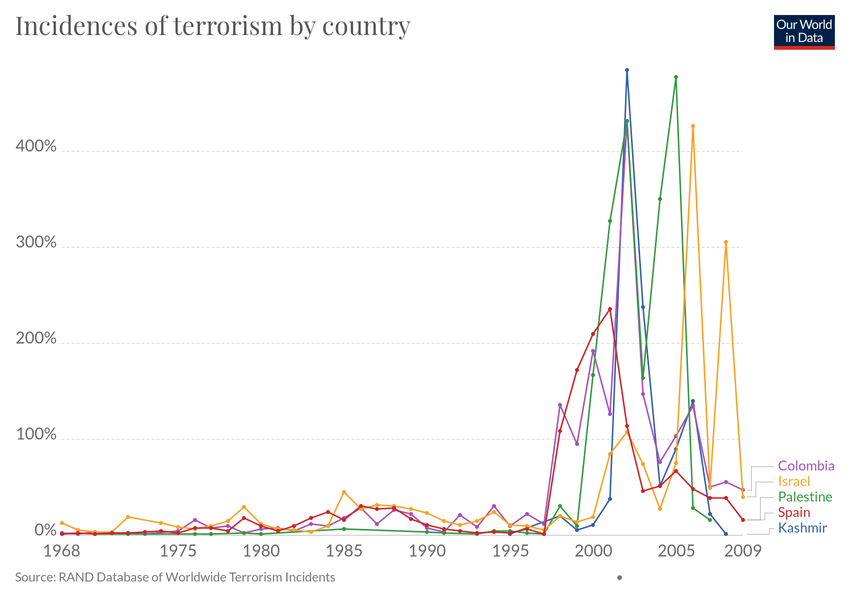 Incidences of terrorism by country
Our World
in Data
400%
300%
200%
100%
0%
1968 1975 1980 1985 1990 1995 2000 2005 2009
Colombia
Israel
Palestine
Spain
Kashmir
Source: RAND Database of Worldwide Terrorism Incidents